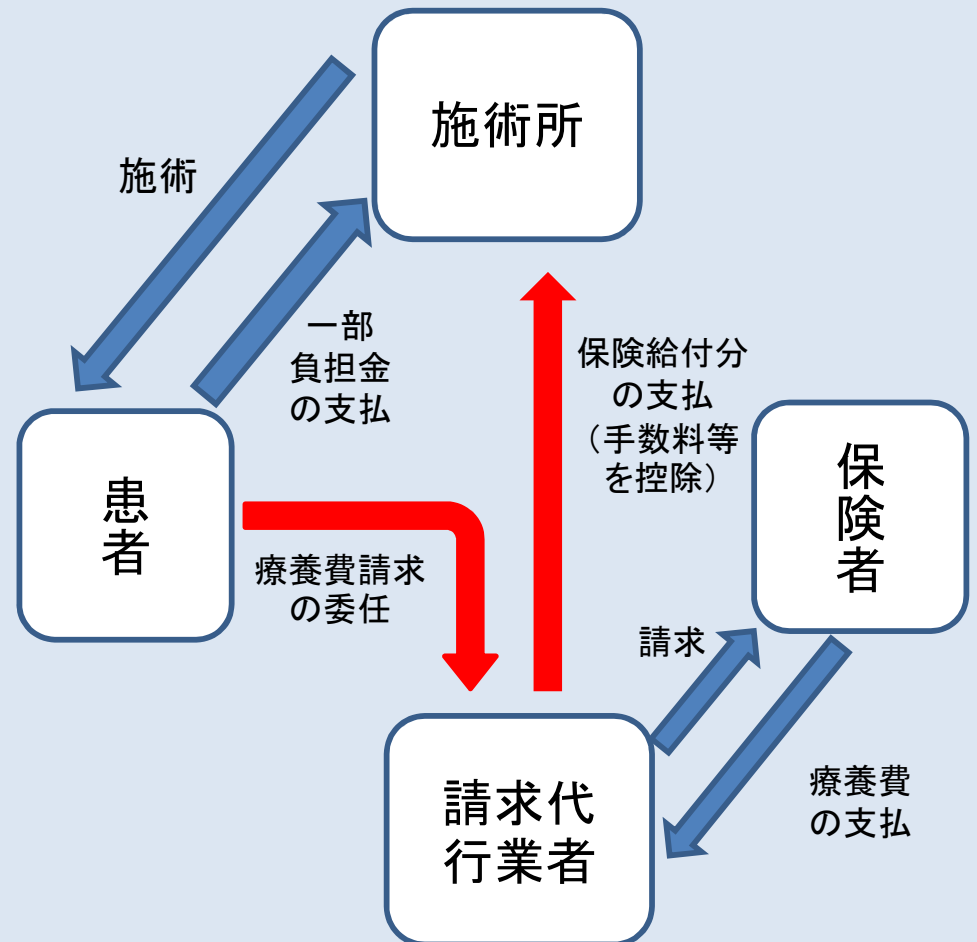 施術所
施術
一部
負担金
の支払
保険給付分
の支払
（手数料等
を控除）
患
者
保
険
者
療養費請求
の委任
請求
請求代
行業者
療養費
の支払